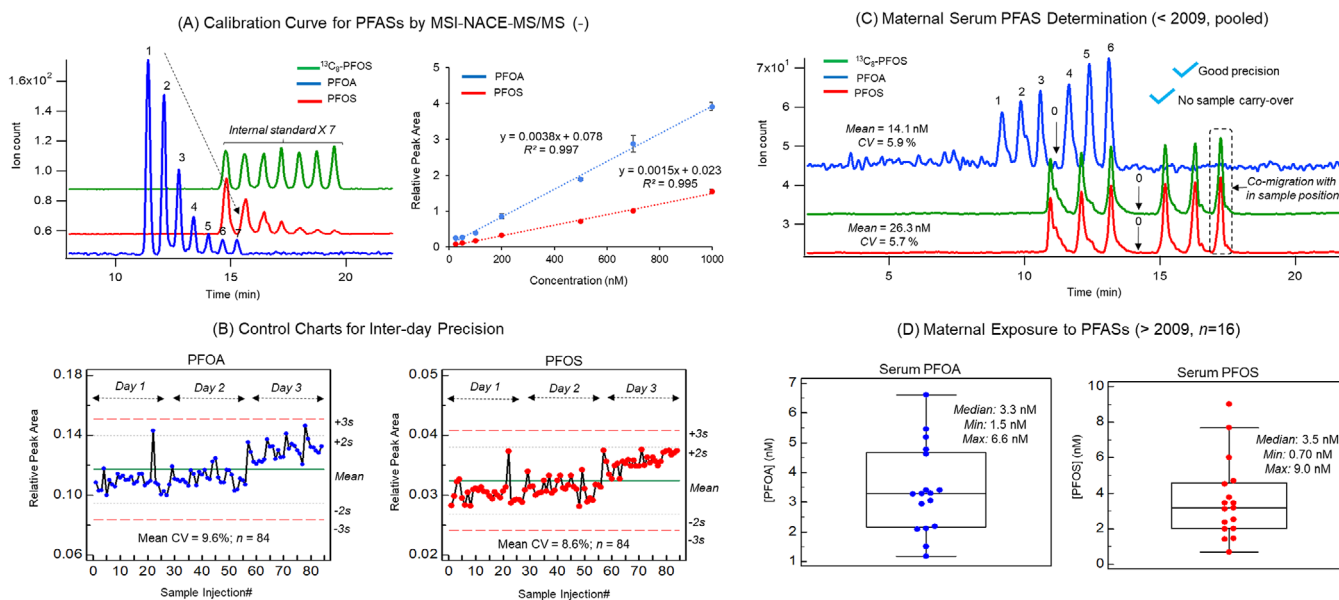 (A) Calibration Curve for PFASs by MSI-NACE-MS/MS (-)
1
2
3
4
5
6
7
1.6x10²
1.4
1.2
1.0
0.8
0.6
Ion count
¹³C₈-PFOS
PFOA
PFOS
Internal standard X 7
10
15
20
Time (min)
5
4
3
2
1
0
Relative Peak Area
PFOA
PFOS
y = 0.0038x + 0.078
R² = 0.997
y = 0.0015x + 0.023
R² = 0.995
0
200
400
600
800
1000
Concentration (nM)
(B) Control Charts for Inter-day Precision
PFOA
0.18
0.14
0.10
0.06
Relative Peak Area
Day 1
Day 2
Day 3
+3s
+2s
Mean
-2s
-3s
Mean CV = 9.6%; n = 84
0 10 20 30 40 50 60 70 80
Sample Injection#
PFOS
0.05
0.04
0.03
0.02
Relative Peak Area
Day 1
Day 2
Day 3
+3s
+2s
Mean
-2s
-3s
Mean CV = 8.6%; n = 84
0 10 20 30 40 50 60 70 80
Sample Injection#
(C) Maternal Serum PFAS Determination (< 2009, pooled)
7x10¹
6
5
4
3
Ion count
¹³C₈-PFOS
PFOA
PFOS
1
2
3
4
5
6
0
0
0
Good precision
No sample carry-over
Mean = 14.1 nM
CV = 5.9 %
Mean = 26.3 nM
CV = 5.7 %
Co-migration with
in sample position
5
10
15
20
Time (min)
(D) Maternal Exposure to PFASs (> 2009, n=16)
Serum PFOA
7
6
5
4
3
2
1
[PFOA] (nM)
Median: 3.3 nM
Min: 1.5 nM
Max: 6.6 nM
Serum PFOS
10
8
6
4
2
0
[PFOS] (nM)
Median: 3.5 nM
Min: 0.70 nM
Max: 9.0 nM